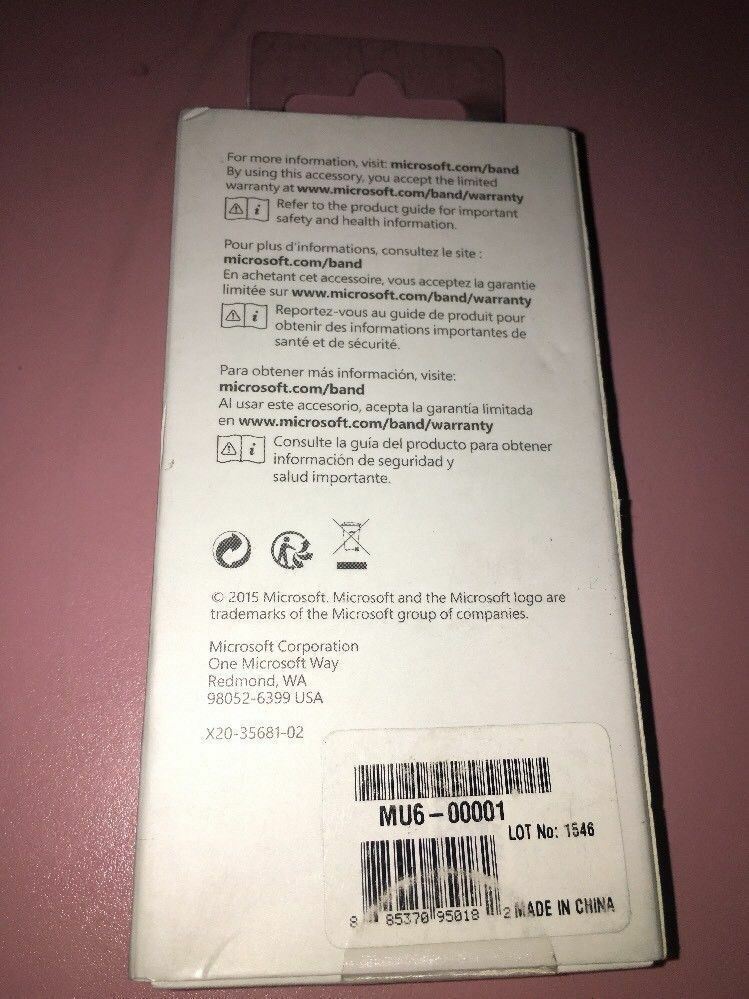 For more information, visit: microsoft.com/band
By using this accessory, you accept the limited
warranty at www.microsoft.com/band/warranty
Refer to the product guide for important
safety and health information.
Pour plus d'informations, consultez le site :
microsoft.com/band
En achetant cet accessoire, vous acceptez la garantie
limitée sur www.microsoft.com/band/warranty
Reportez-vous au guide de produit pour
obtenir des informations importantes de
santé et de sécurité.
Para obtener más información, visite:
microsoft.com/band
Al usar este accesorio, acepta la garantía limitada
en www.microsoft.com/band/warranty
Consulte la guía del producto para obtener
información de seguridad y
salud importante.
© 2015 Microsoft. Microsoft and the Microsoft logo are
trademarks of the Microsoft group of companies.
Microsoft Corporation
One Microsoft Way
Redmond, WA
98052-6399 USA
X20-35681-02
MU6-00001
LOT No: 1546
8 85370 95018 2
MADE IN CHINA